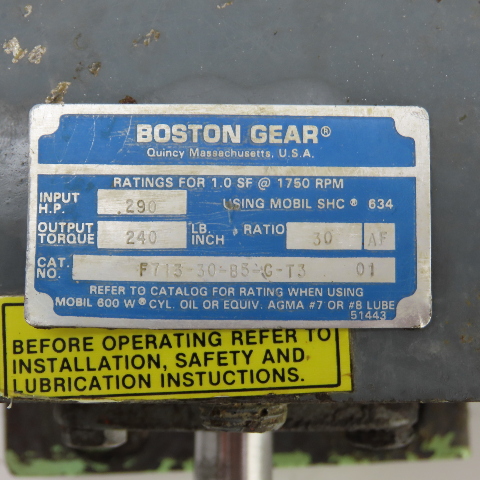 BOSTON GEAR®
Quincy Massachusetts, U.S.A.
RATINGS FOR 1.0 SF @ 1750 RPM
INPUT H.P. .290 USING MOBIL SHC® 634
OUTPUT TORQUE 240 LB. INCH RATIO 30 AF
CAT. NO. F713-30-B5-G-T3 01
REFER TO CATALOG FOR RATING WHEN USING
MOBIL 600 W® CYL. OIL OR EQUIV. AGMA #7 OR #8 LUBE
51443
BEFORE OPERATING REFER TO
INSTALLATION, SAFETY AND
LUBRICATION INSTUCTIONS.